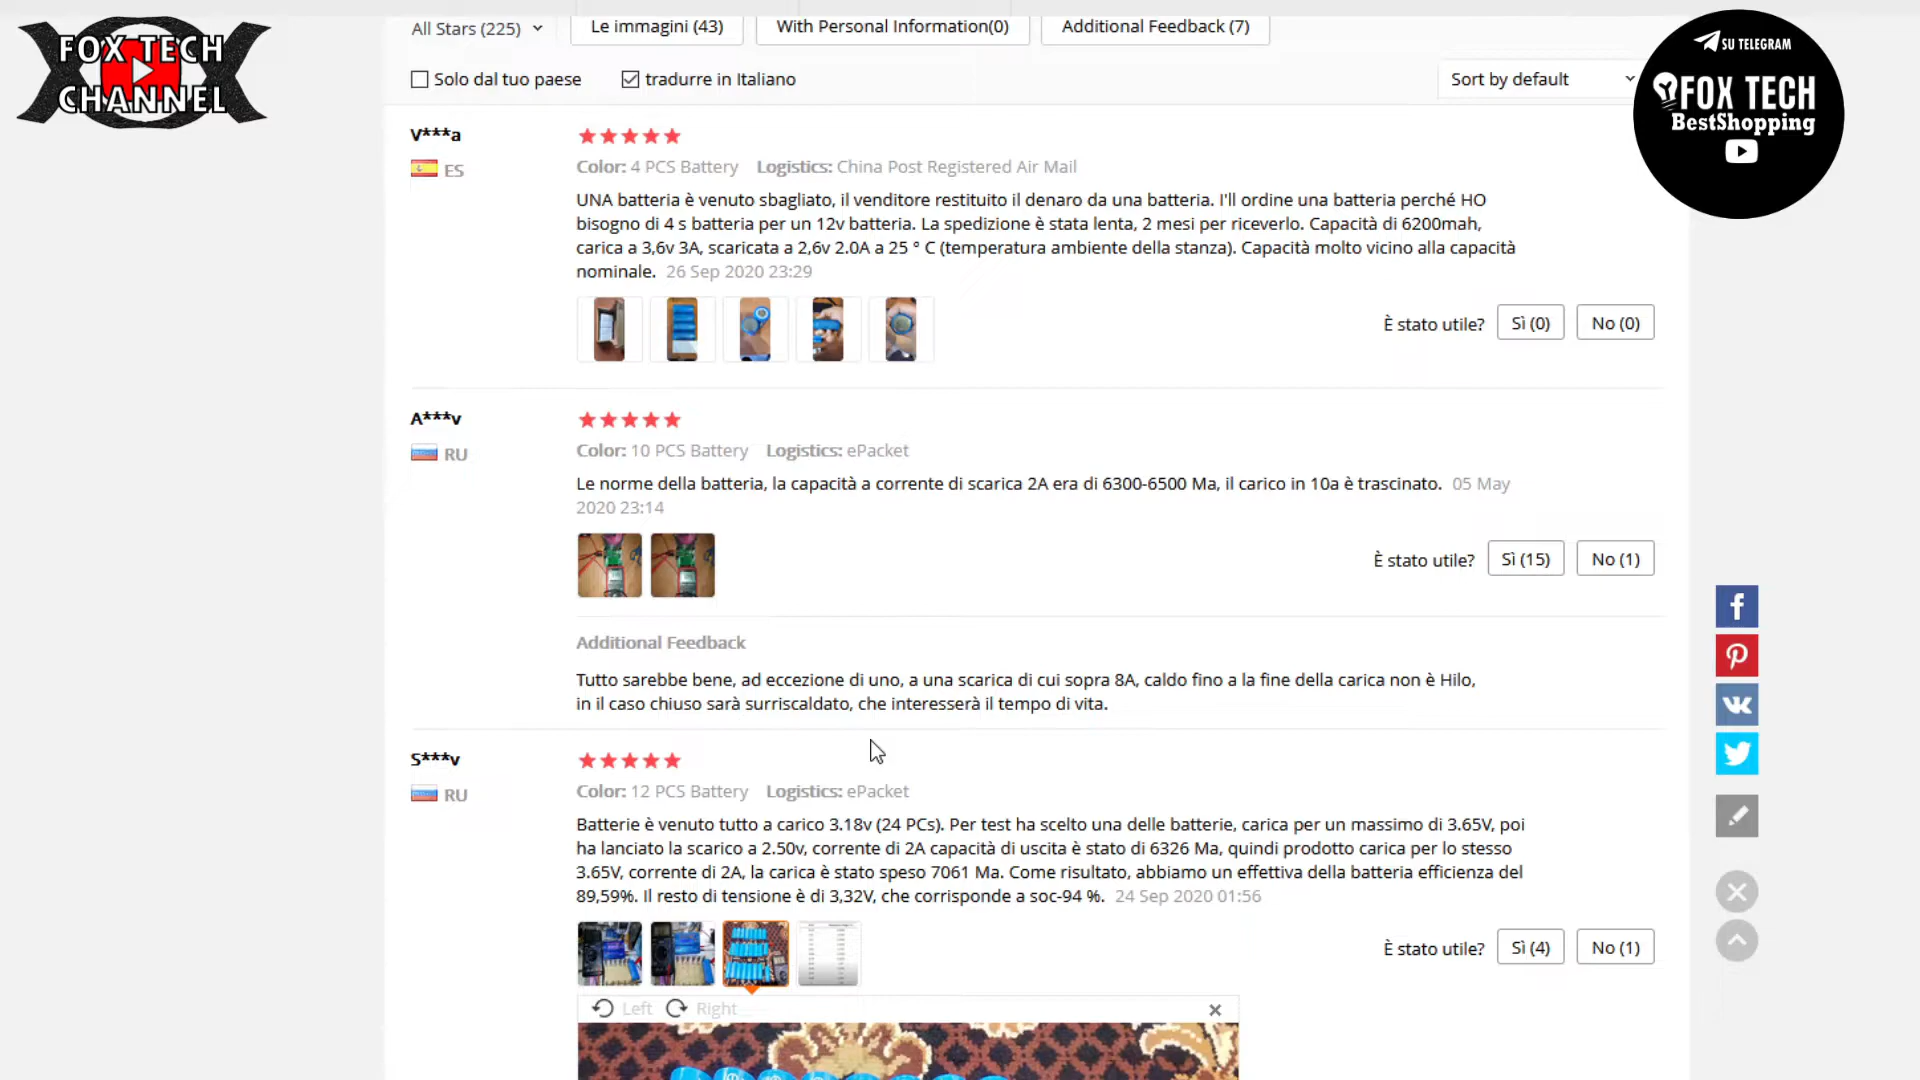 FOX TECH
CHANNEL
SU TELEGRAM
FOX TECH
BestShopping
All Stars (225)
Le immagini (43)
With Personal Information(0)
Additional Feedback (7)
Solo dal tuo paese
tradurre in Italiano
Sort by default
V***a
ES
Color: 4 PCS Battery Logistics: China Post Registered Air Mail
UNA batteria è venuto sbagliato, il venditore restituito il denaro da una batteria. I'll ordine una batteria perché HO
bisogno di 4 s batteria per un 12v batteria. La spedizione è stata lenta, 2 mesi per riceverlo. Capacità di 6200mah,
carica a 3,6v 3A, scaricata a 2,6v 2.0A a 25 ° C (temperatura ambiente della stanza). Capacità molto vicino alla capacità
nominale. 26 Sep 2020 23:29
È stato utile? Sì (0) No (0)
A***v
RU
Color: 10 PCS Battery Logistics: ePacket
Le norme della batteria, la capacità a corrente di scarica 2A era di 6300-6500 Ma, il carico in 10a è trascinato. 05 May
2020 23:14
È stato utile? Sì (15) No (1)
Additional Feedback
Tutto sarebbe bene, ad eccezione di uno, a una scarica di cui sopra 8A, caldo fino a la fine della carica non è Hilo,
in il caso chiuso sarà surriscaldato, che interesserà il tempo di vita.
S***v
RU
Color: 12 PCS Battery Logistics: ePacket
Batterie è venuto tutto a carico 3.18v (24 PCs). Per test ha scelto una delle batterie, carica per un massimo di 3.65V, poi
ha lanciato la scarico a 2.50v, corrente di 2A capacità di uscita è stato di 6326 Ma, quindi prodotto carica per lo stesso
3.65V, corrente di 2A, la carica è stato speso 7061 Ma. Come risultato, abbiamo un effettiva della batteria efficienza del
89,59%. Il resto di tensione è di 3,32V, che corrisponde a soc-94 %. 24 Sep 2020 01:56
È stato utile? Sì (4) No (1)
Left Right